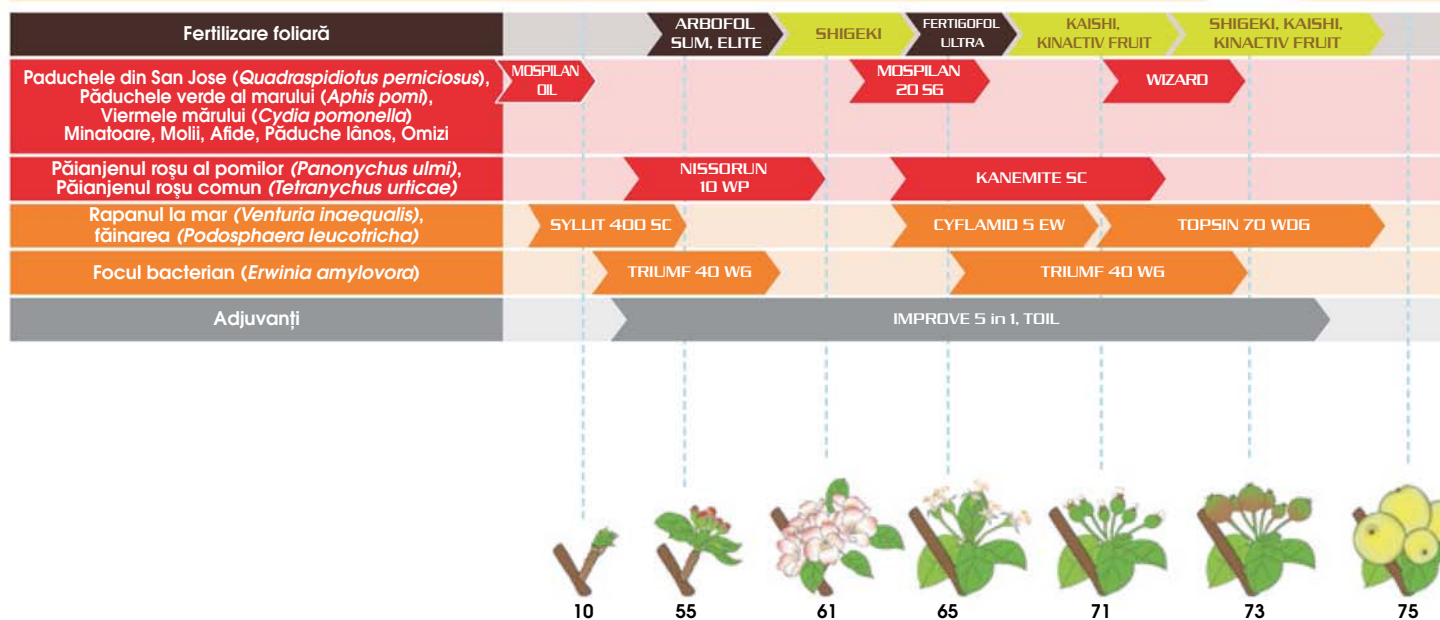 Fertilizare foliară
ARBOFOL
SUM, ELITE
SHIGEKI
FERTIGOFOL
ULTRA
KAISHI,
KINACTIV FRUIT
SHIGEKI, KAISHI,
KINACTIV FRUIT
Paduchele din San Jose (Quadraspidiotus perniciosus),
Păduchele verde al marului (Aphis pomi),
Viermele mărului (Cydia pomonella)
Minatoare, Molii, Afide, Păduche lânos, Omizi
MOSPILAN
OIL
MOSPILAN
20 SG
WIZARD
Păianjenul roşu al pomilor (Panonychus ulmi),
Păianjenul roşu comun (Tetranychus urticae)
NISSORUN
10 WP
KANEMITE SC
Rapanul la mar (Venturia inaequalis),
făinarea (Podosphaera leucotricha)
SYLLIT 400 SC
CYFLAMID 5 EW
TOPSIN 70 WDG
Focul bacterian (Erwinia amylovora)
TRIUMF 40 WG
TRIUMF 40 WG
Adjuvanţi
IMPROVE 5 in 1, TOIL
10
55
61
65
71
73
75